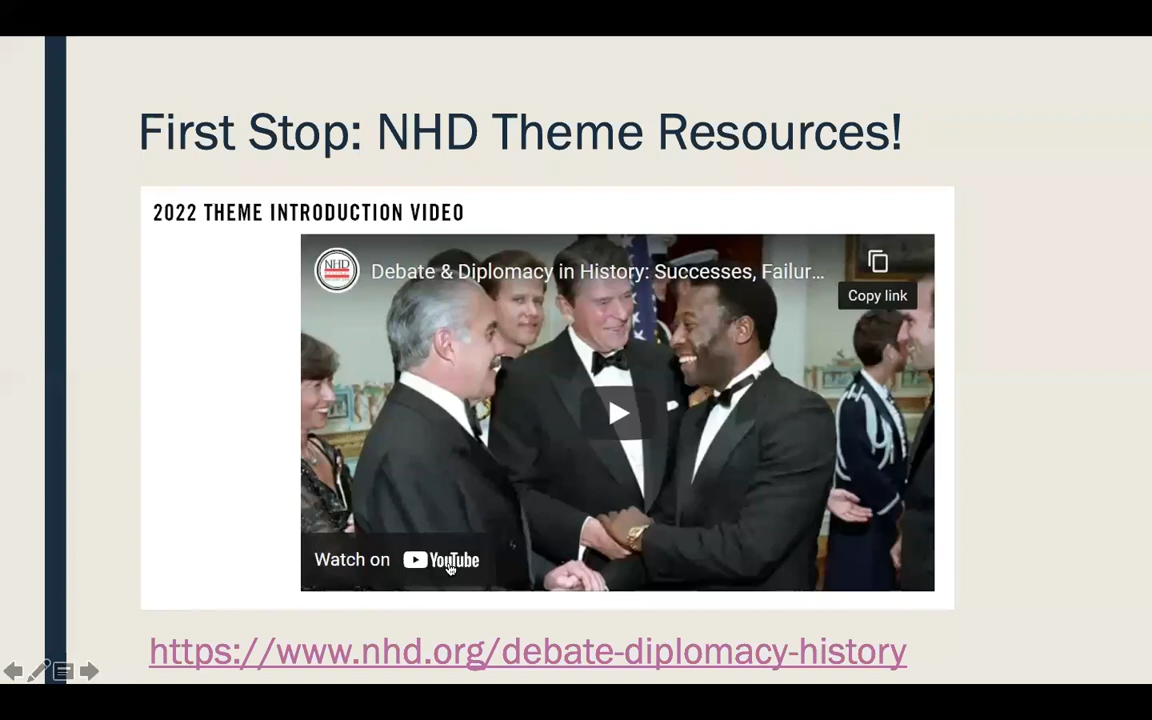 First Stop: NHD Theme Resources!
2022 THEME INTRODUCTION VIDEO
NHD
Debate & Diplomacy in History: Successes, Failur...
Copy link
Watch on YouTube
https://www.nhd.org/debate-diplomacy-history